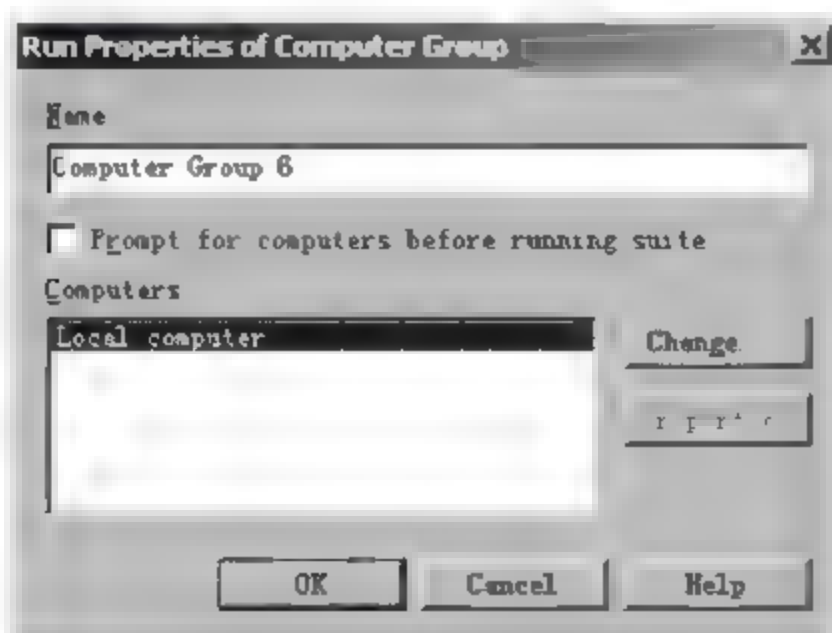 Run Properties of Computer Group
Name
Computer Group 6
Prompt for computers before running suite
Computers
Local computer
Change
OK
Cancel
Help